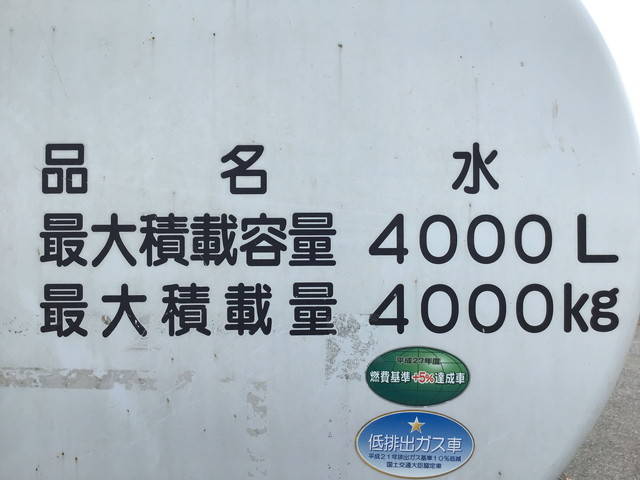 品名 水
最大積載容量 4000L
最大積載量 4000kg
平成27年度
燃費基準+5%達成車
低排出ガス車
平成21年排出ガス基準10%低減
国土交通大臣認定車